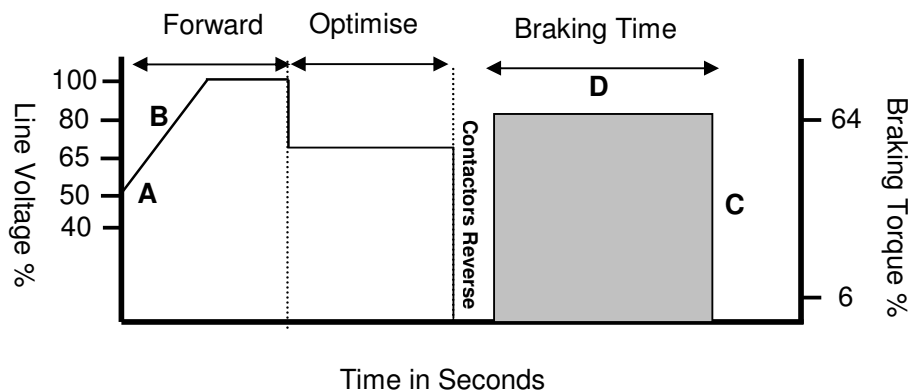 Forward
Optimise
Braking Time
100
80
65
50
40
Line Voltage %
A
B
Contactors Reverse
D
C
64
6
Braking Torque %
Time in Seconds